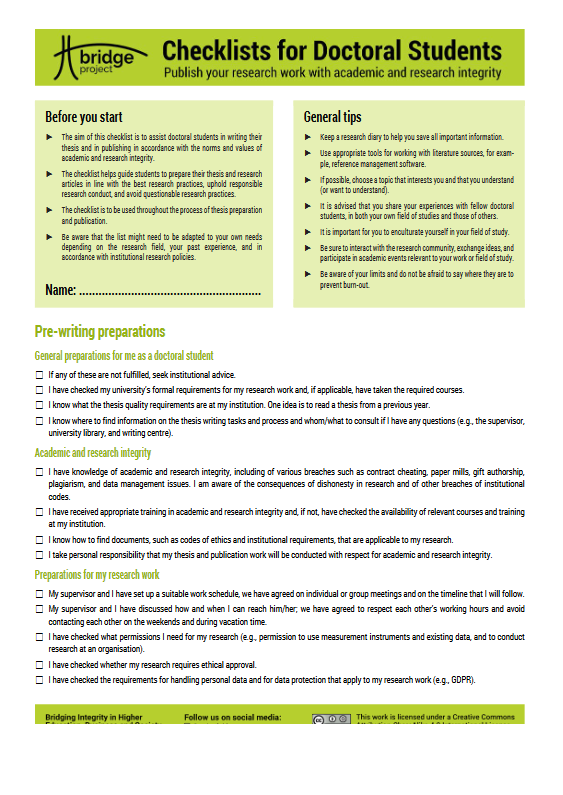 bridge
project
Checklists for Doctoral Students
Publish your research work with academic and research integrity
Before you start
► The aim of this checklist is to assist doctoral students in writing their
thesis and in publishing in accordance with the norms and values of
academic and research integrity.
► The checklist helps guide students to prepare their thesis and research
articles in line with the best research practices, uphold responsible
research conduct, and avoid questionable research practices.
► The checklist is to be used throughout the process of thesis preparation
and publication.
► Be aware that the list might need to be adapted to your own needs
depending on the research field, your past experience, and in
accordance with institutional research policies.
Name: ........................................................
General tips
► Keep a research diary to help you save all important information.
► Use appropriate tools for working with literature sources, for exam-
ple, reference management software.
► If possible, choose a topic that interests you and that you understand
(or want to understand).
► It is advised that you share your experiences with fellow doctoral
students, in both your own field of studies and those of others.
► It is important for you to enculturate yourself in your field of study.
► Be sure to interact with the research community, exchange ideas, and
participate in academic events relevant to your work or field of study.
► Be aware of your limits and do not be afraid to say where they are to
prevent burn-out.
Pre-writing preparations
General preparations for me as a doctoral student
☐ If any of these are not fulfilled, seek institutional advice.
☐ I have checked my university's formal requirements for my research work and, if applicable, have taken the required courses.
☐ I know what the thesis quality requirements are at my institution. One idea is to read a thesis from a previous year.
☐ I know where to find information on the thesis writing tasks and process and whom/what to consult if I have any questions (e.g., the supervisor,
university library, and writing centre).
Academic and research integrity
☐ I have knowledge of academic and research integrity, including of various breaches such as contract cheating, paper mills, gift authorship,
plagiarism, and data management issues. I am aware of the consequences of dishonesty in research and of other breaches of institutional
codes.
☐ I have received appropriate training in academic and research integrity and, if not, have checked the availability of relevant courses and training
at my institution.
☐ I know how to find documents, such as codes of ethics and institutional requirements, that are applicable to my research.
☐ I take personal responsibility that my thesis and publication work will be conducted with respect for academic and research integrity.
Preparations for my research work
☐ My supervisor and I have set up a suitable work schedule, we have agreed on individual or group meetings and on the timeline that I will follow.
☐ My supervisor and I have discussed how and when I can reach him/her; we have agreed to respect each other's working hours and avoid
contacting each other on the weekends and during vacation time.
☐ I have checked what permissions I need for my research (e.g., permission to use measurement instruments and existing data, and to conduct
research at an organisation).
☐ I have checked whether my research requires ethical approval.
☐ I have checked the requirements for handling personal data and for data protection that apply to my research work (e.g., GDPR).
Bridging Integrity in Higher
Follow us on social media:
This work is licensed under a Creative Commons